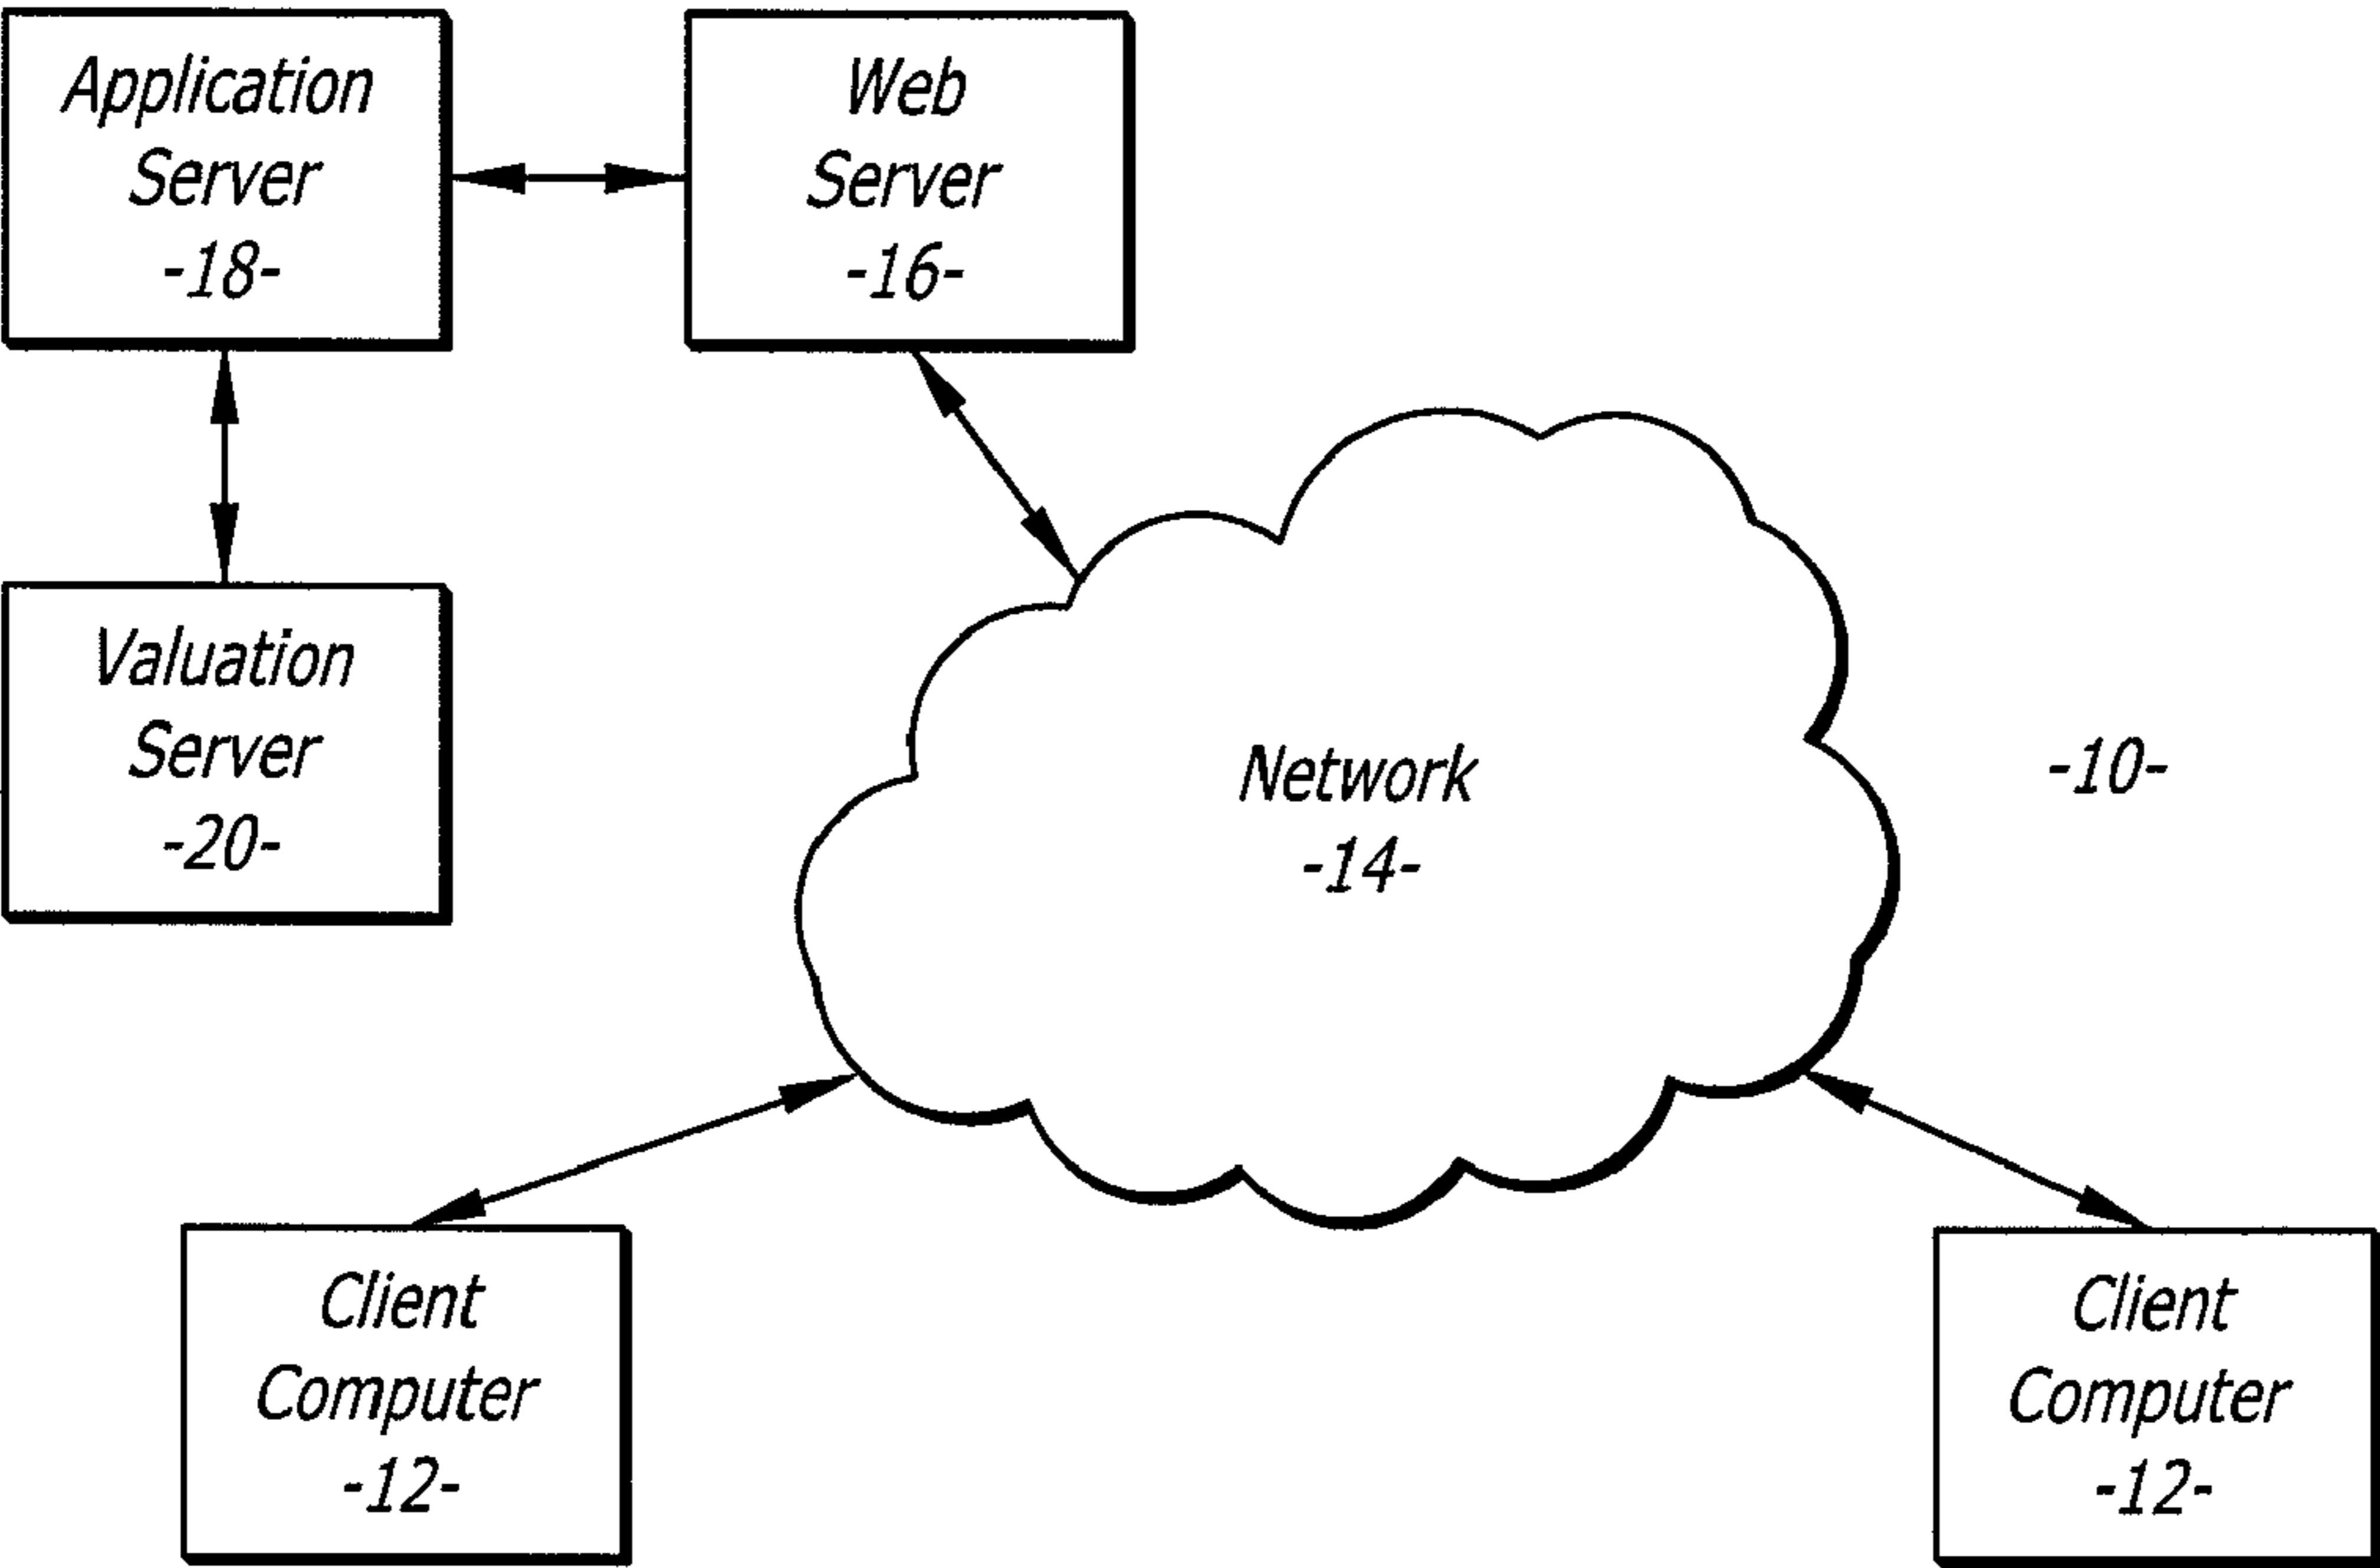 Application
Server
-18-
Web
Server
-16-
Valuation
Server
-20-
Network
-14-
-10-
Client
Computer
-12-
Client
Computer
-12-